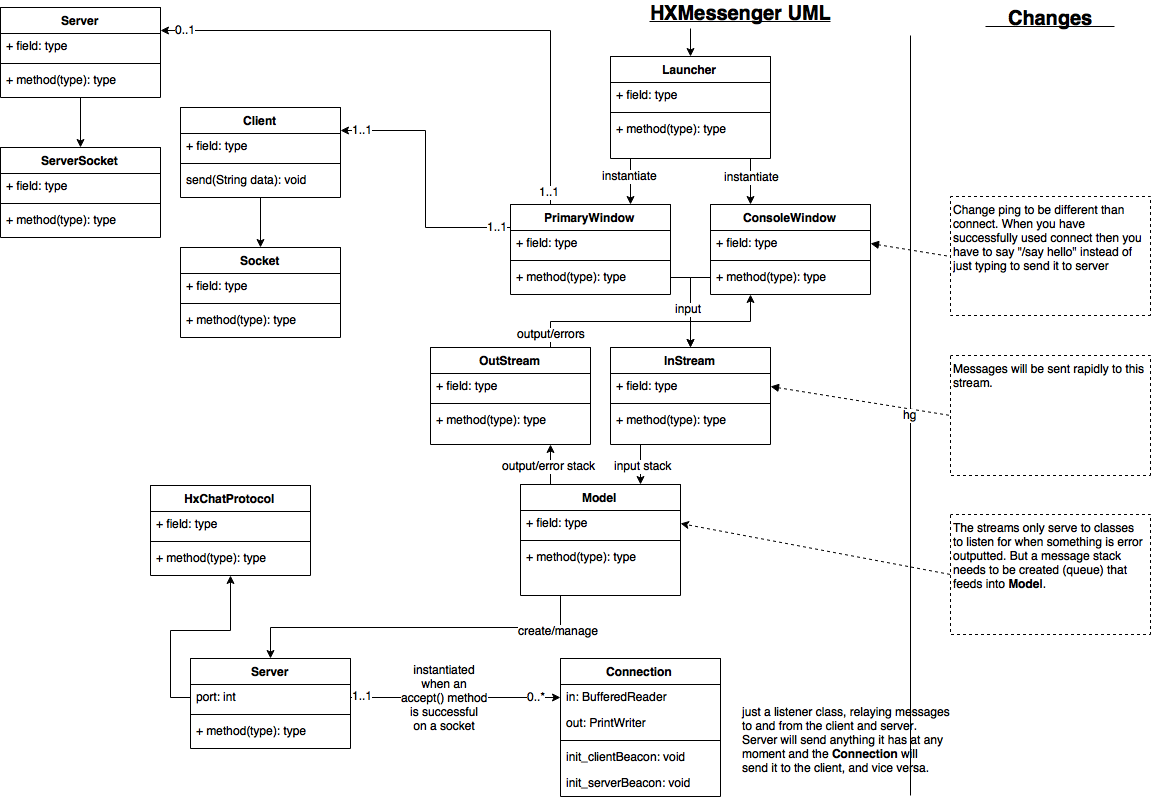 HXMessenger UML
Changes
Server
+ field: type
+ method(type): type
0..1
Launcher
+ field: type
+ method(type): type
Client
+ field: type
send(String data): void
1..1
ServerSocket
+ field: type
+ method(type): type
instantiate
instantiate
1..1
PrimaryWindow
+ field: type
+ method(type): type
1..1
ConsoleWindow
+ field: type
+ method(type): type
Change ping to be different than
connect. When you have
successfully used connect then you
have to say "/say hello" instead of
just typing to send it to server
Socket
+ field: type
+ method(type): type
input
output/errors
OutStream
+ field: type
+ method(type): type
InStream
+ field: type
+ method(type): type
Messages will be sent rapidly to this
stream.
hg
output/error stack
input stack
HxChatProtocol
+ field: type
+ method(type): type
Model
+ field: type
+ method(type): type
The streams only serve to classes
to listen for when something is error
outputted. But a message stack
needs to be created (queue) that
feeds into Model.
create/manage
Server
port: int
+ method(type): type
1..1
instantiated
when an
accept() method
is successful
on a socket
0..*
Connection
in: BufferedReader
out: PrintWriter
init_clientBeacon: void
init_serverBeacon: void
just a listener class, relaying messages
to and from the client and server.
Server will send anything it has at any
moment and the Connection will
send it to the client, and vice versa.